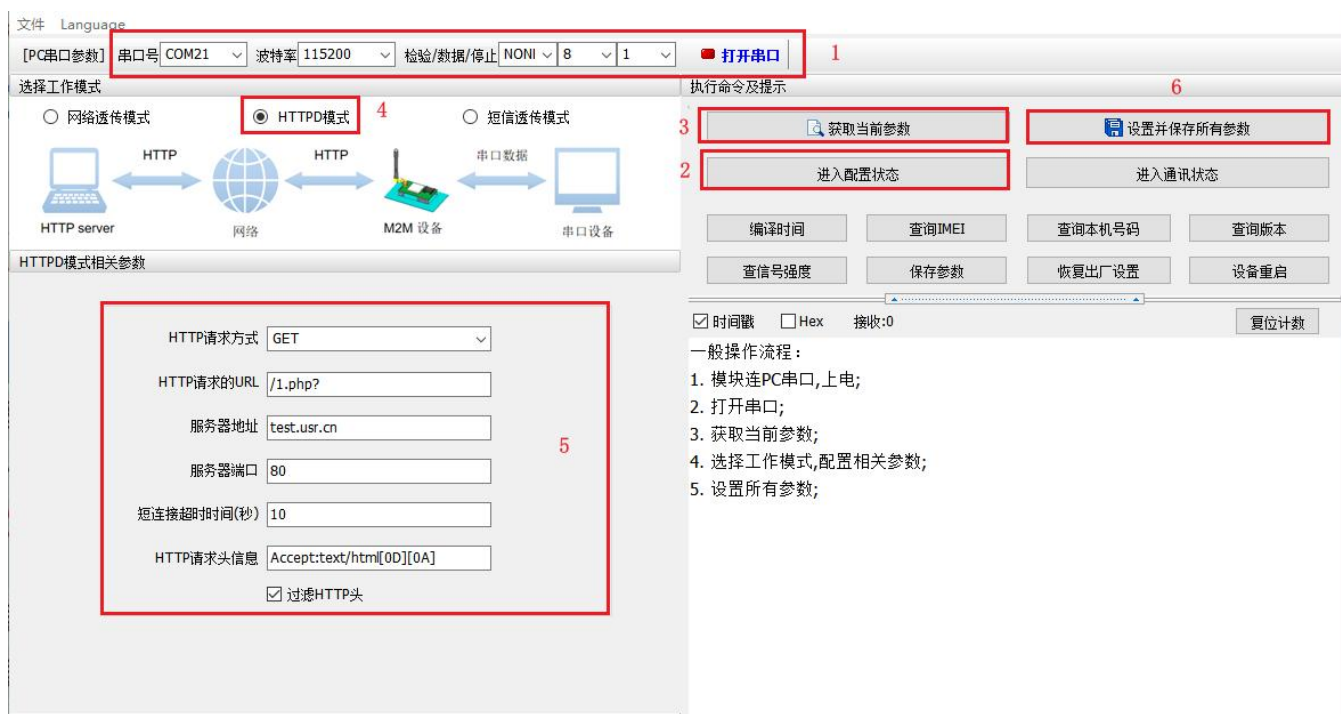 文件 Language
[PC串口参数] 串口号 COM21 波特率 115200 检验/数据/停止 NONI 8 1 打开串口 1
选择工作模式
网络透传模式 HTTPD模式 4 短信透传模式
HTTP HTTP 串口数据
HTTP server 网络 M2M 设备 串口设备
HTTPD模式相关参数
HTTP请求方式 GET
HTTP请求的URL /1.php?
服务器地址 test.usr.cn
5
服务器端口 80
短连接超时时间(秒) 10
HTTP请求头信息 Accept:text/html[0D][0A]
过滤HTTP头
执行命令及提示
6
3 获取当前参数 设置并保存所有参数
2 进入配置状态 进入通讯状态
编译时间 查询IMEI 查询本机号码 查询版本
查信号强度 保存参数 恢复出厂设置 设备重启
时间戳 Hex 接收:0 复位计数
一般操作流程：
1. 模块连PC串口,上电;
2. 打开串口;
3. 获取当前参数;
4. 选择工作模式,配置相关参数;
5. 设置所有参数;